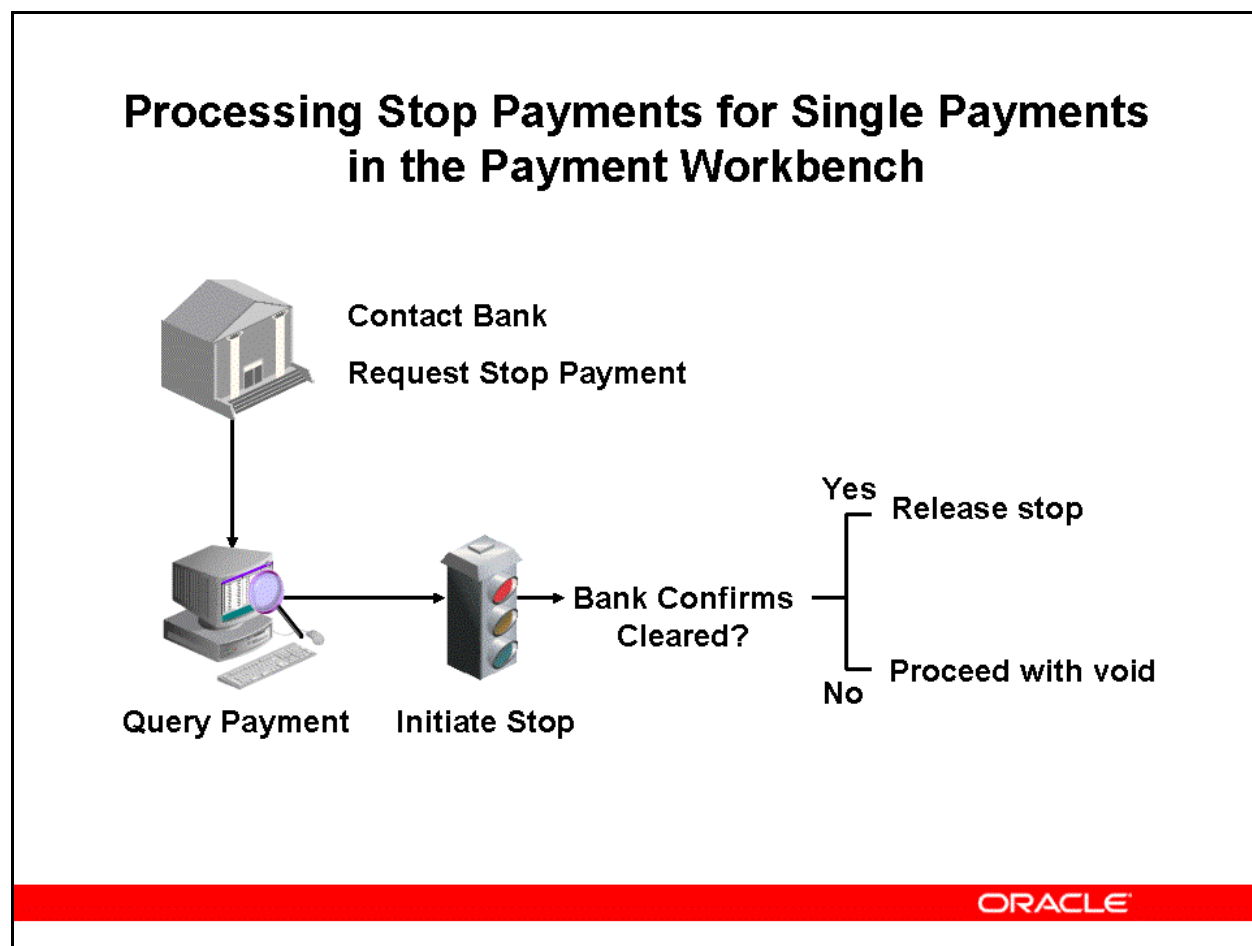 Processing Stop Payments for Single Payments
in the Payment Workbench
Contact Bank
Request Stop Payment
Query Payment
Initiate Stop
Bank Confirms
Cleared?
Yes
Release stop
No
Proceed with void
ORACLE